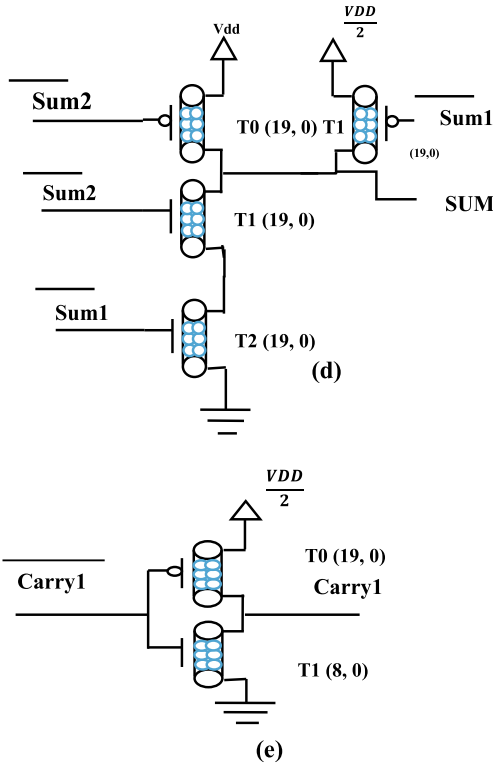 Vdd
VDD
2
Sum2
T0 (19, 0) T1
Sum1
(19,0)
Sum2
T1 (19, 0)
SUM
Sum1
T2 (19, 0)
(d)
VDD
2
T0 (19, 0)
Carry1
Carry1
T1 (8, 0)
(e)